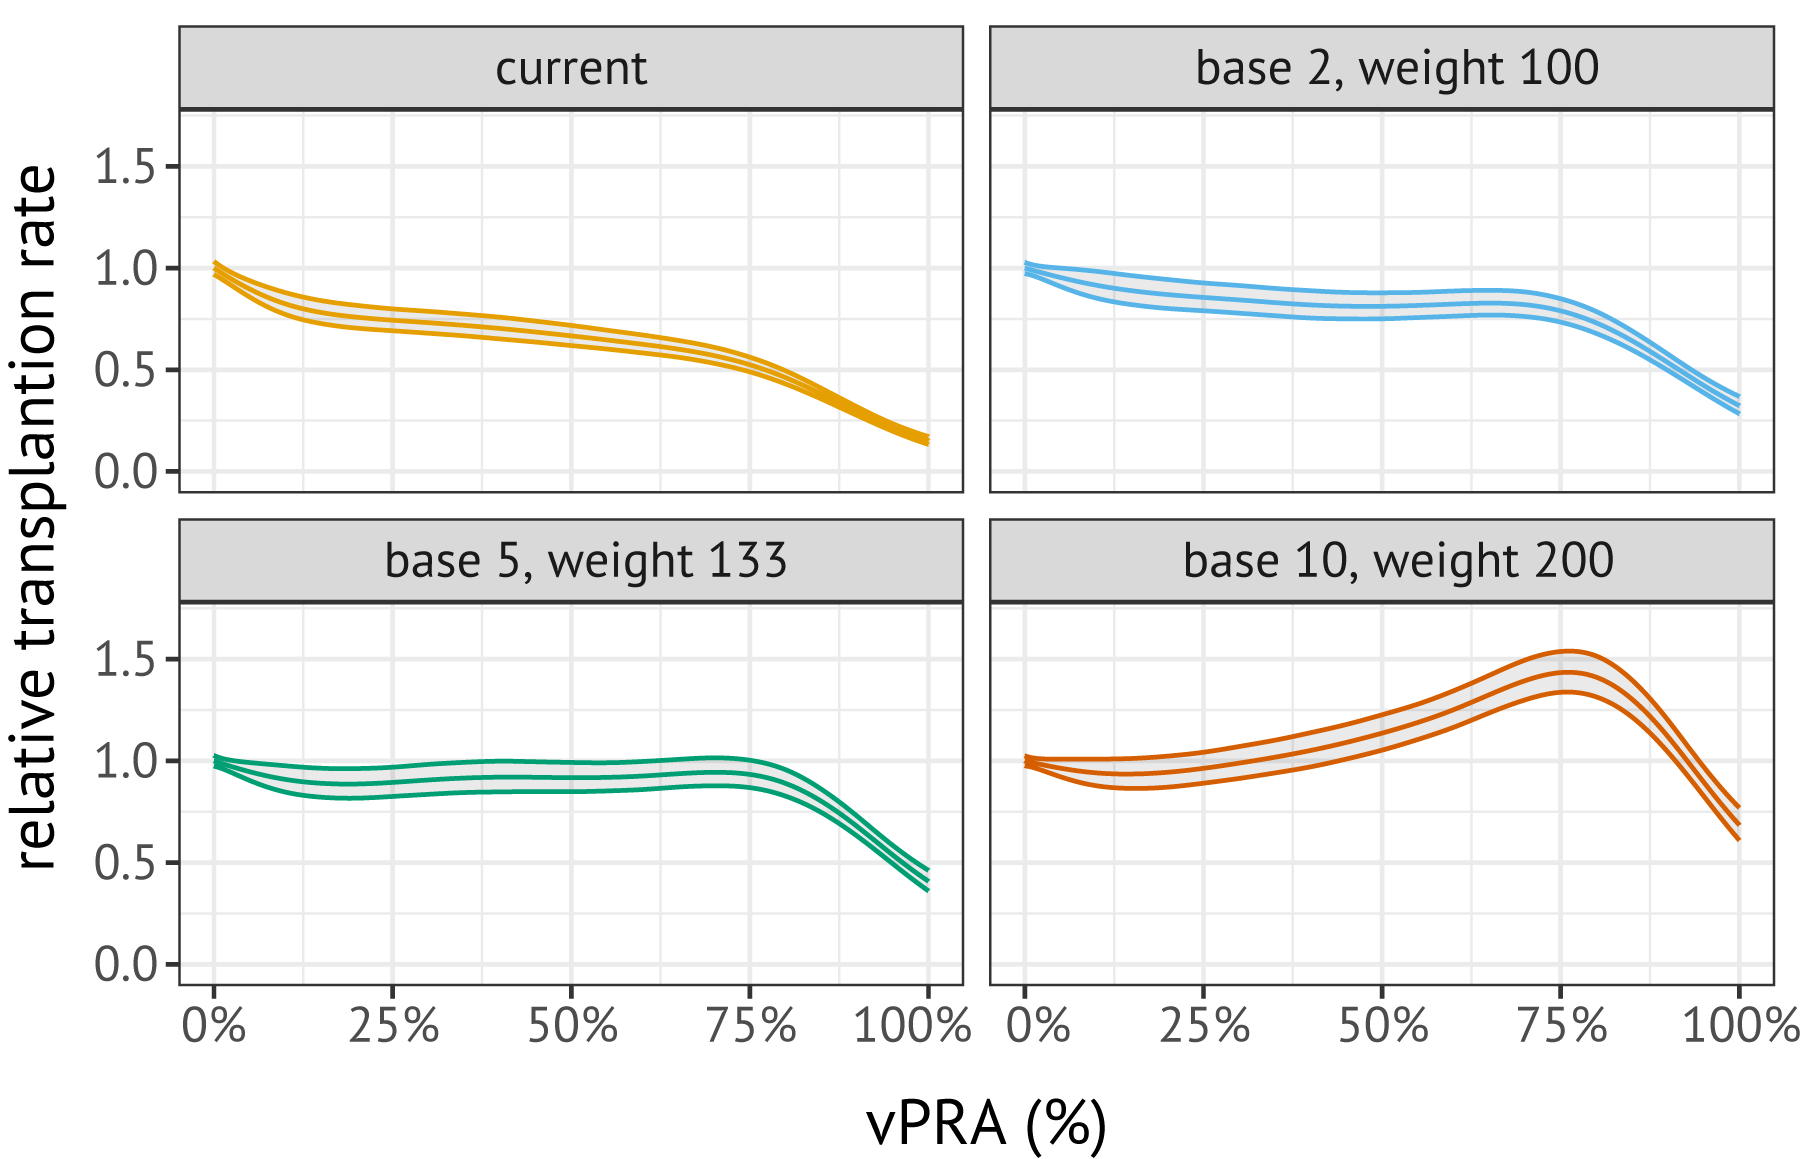 current
base 2, weight 100
1.5
1.0
0.5
0.0
base 5, weight 133
base 10, weight 200
1.5
1.0
0.5
0.0
0% 25% 50% 75% 100%
0% 25% 50% 75% 100%
vPRA (%)
relative transplantion rate